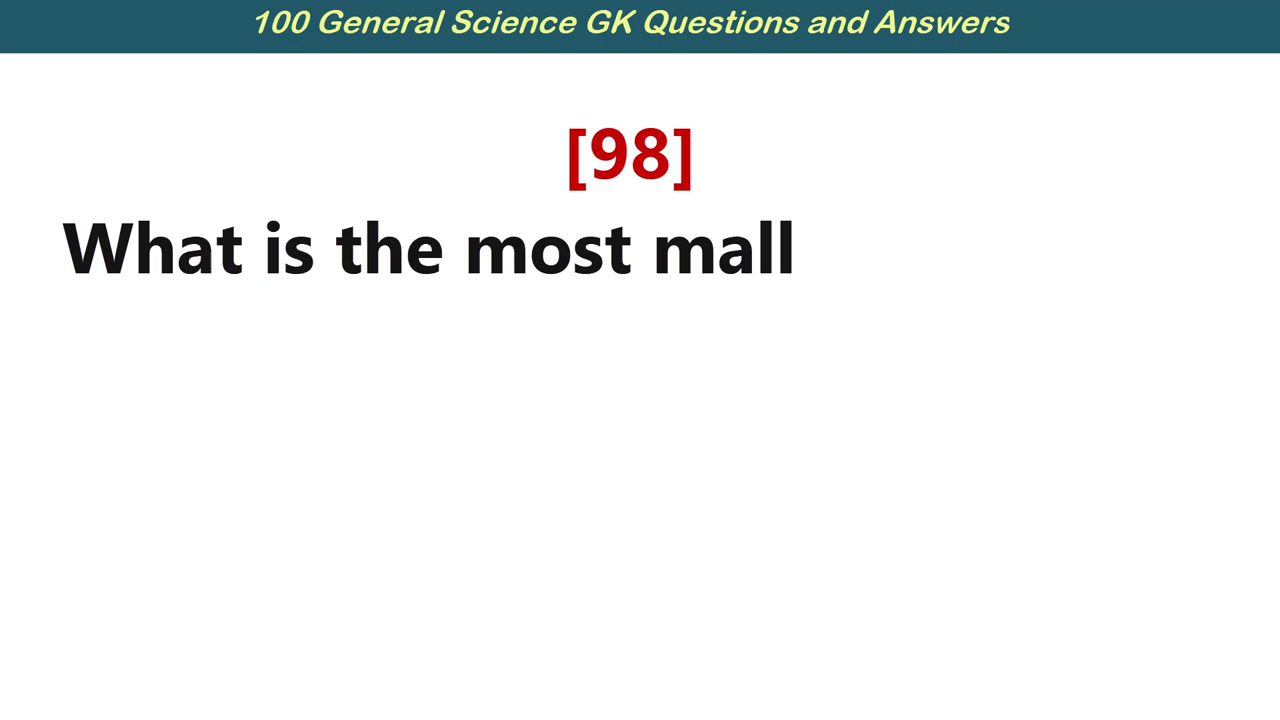 100 General Science GK Questions and Answers
[98]
What is the most mall